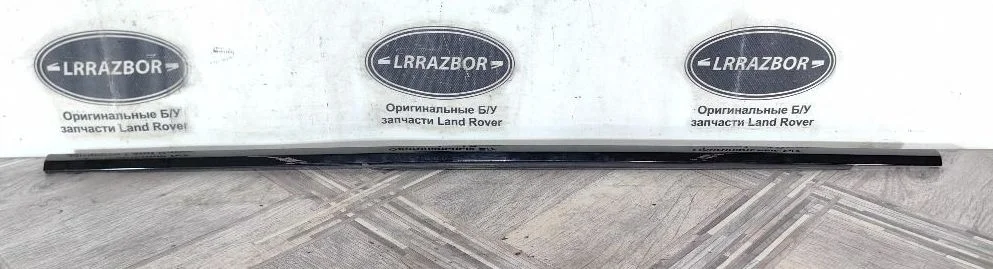 LRRAZBOR
Оригинальные Б/У
запчасти Land Rover
LRRAZBOR
Оригинальные Б/У
запчасти Land Rover
LRRAZBOR
Оригинальные Б/У
запчасти Land Rover